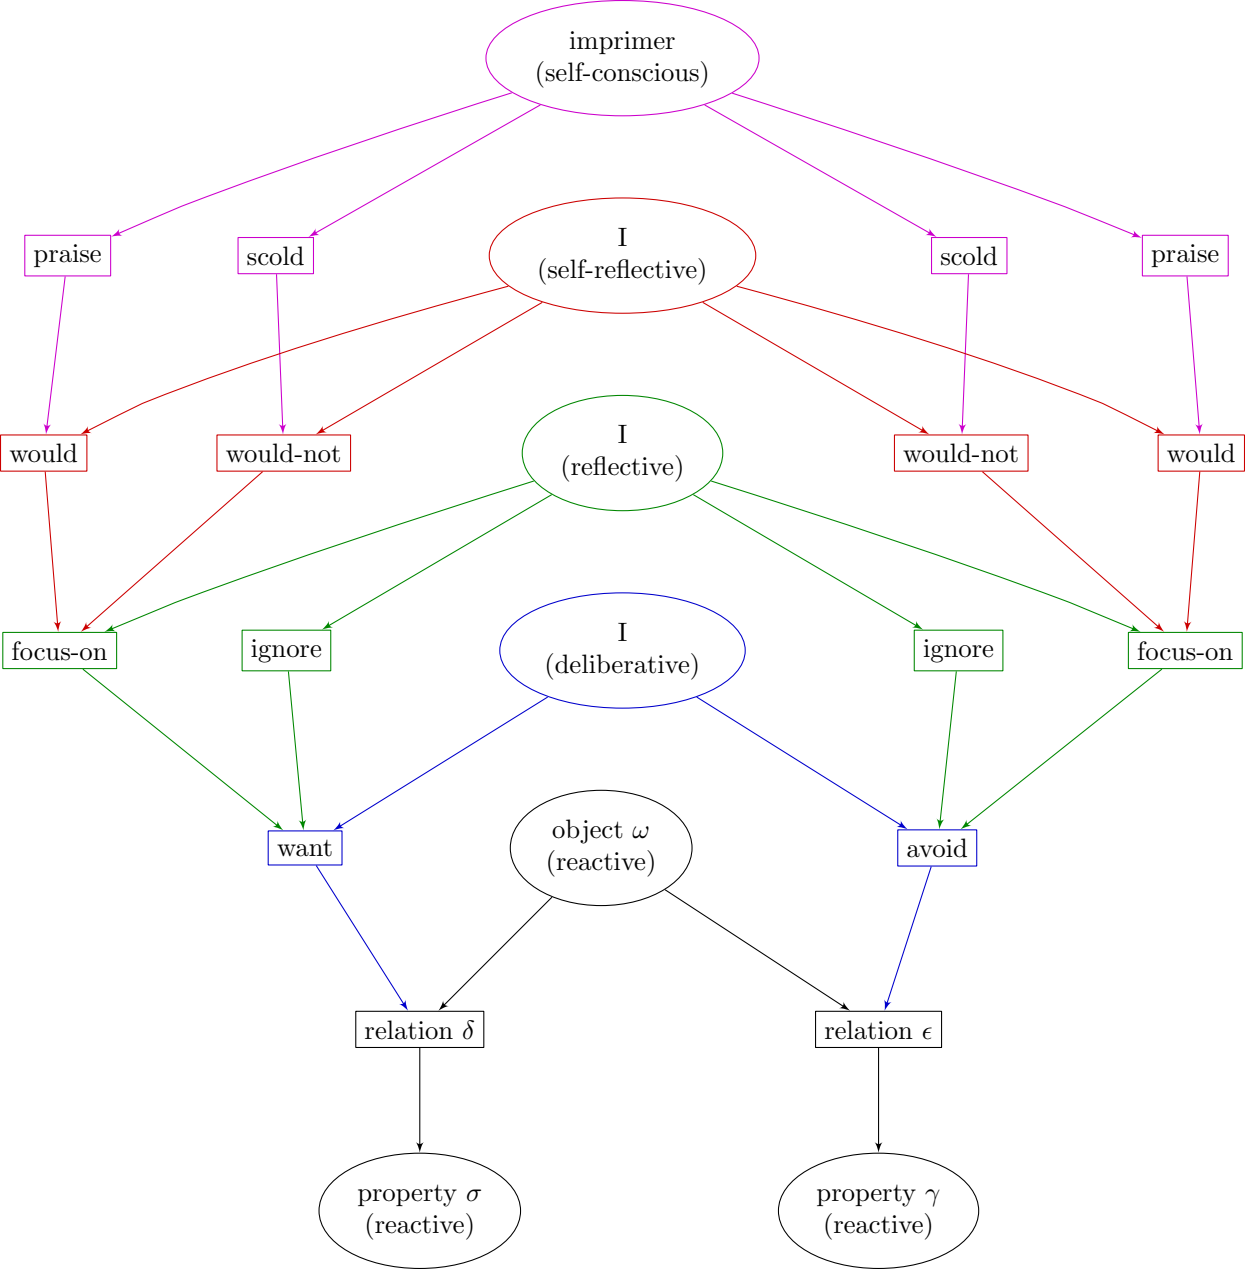 imprimer
(self-conscious)
praise
scold
I
(self-reflective)
scold
praise
would
would-not
I
(reflective)
would-not
would
focus-on
ignore
I
(deliberative)
ignore
focus-on
want
object ω
(reactive)
avoid
relation δ
relation ϵ
property σ
(reactive)
property γ
(reactive)